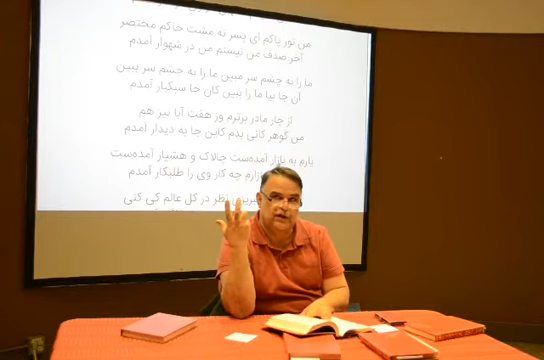 من نور پاکم ای پسر نه مشت خاکم مختصر
آخر صدف من نیستم من در شهوار آمدم
ما را به چشم سر مبین ما را به چشم سر ببین
آن جا بیا ما را ببین کان جا سبکبار آمدم
از چار مادر برترم وز هفت آبا نیز هم
من گوهر کانی بدم کاین جا به دیدار آمدم
یارم به بازار آمده‌ست چالاک و هشیار آمده‌ست
بازارم چه کار وی را طلبکار آمدم
تبریزی نظر در کل عالم کی کنی